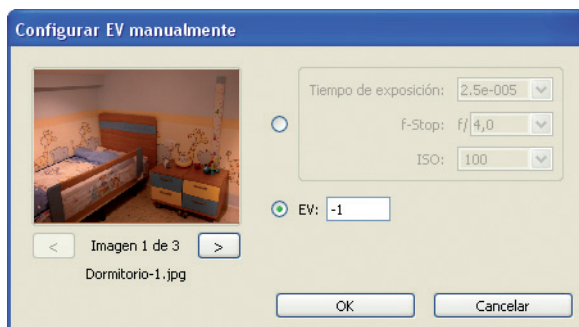 Configurar EV manualmente
Tiempo de exposición: 2.5e-005
f-Stop: f/ 4,0
ISO: 100
EV: -1
< Imagen 1 de 3 >
Dormitorio-1.jpg
OK Cancelar